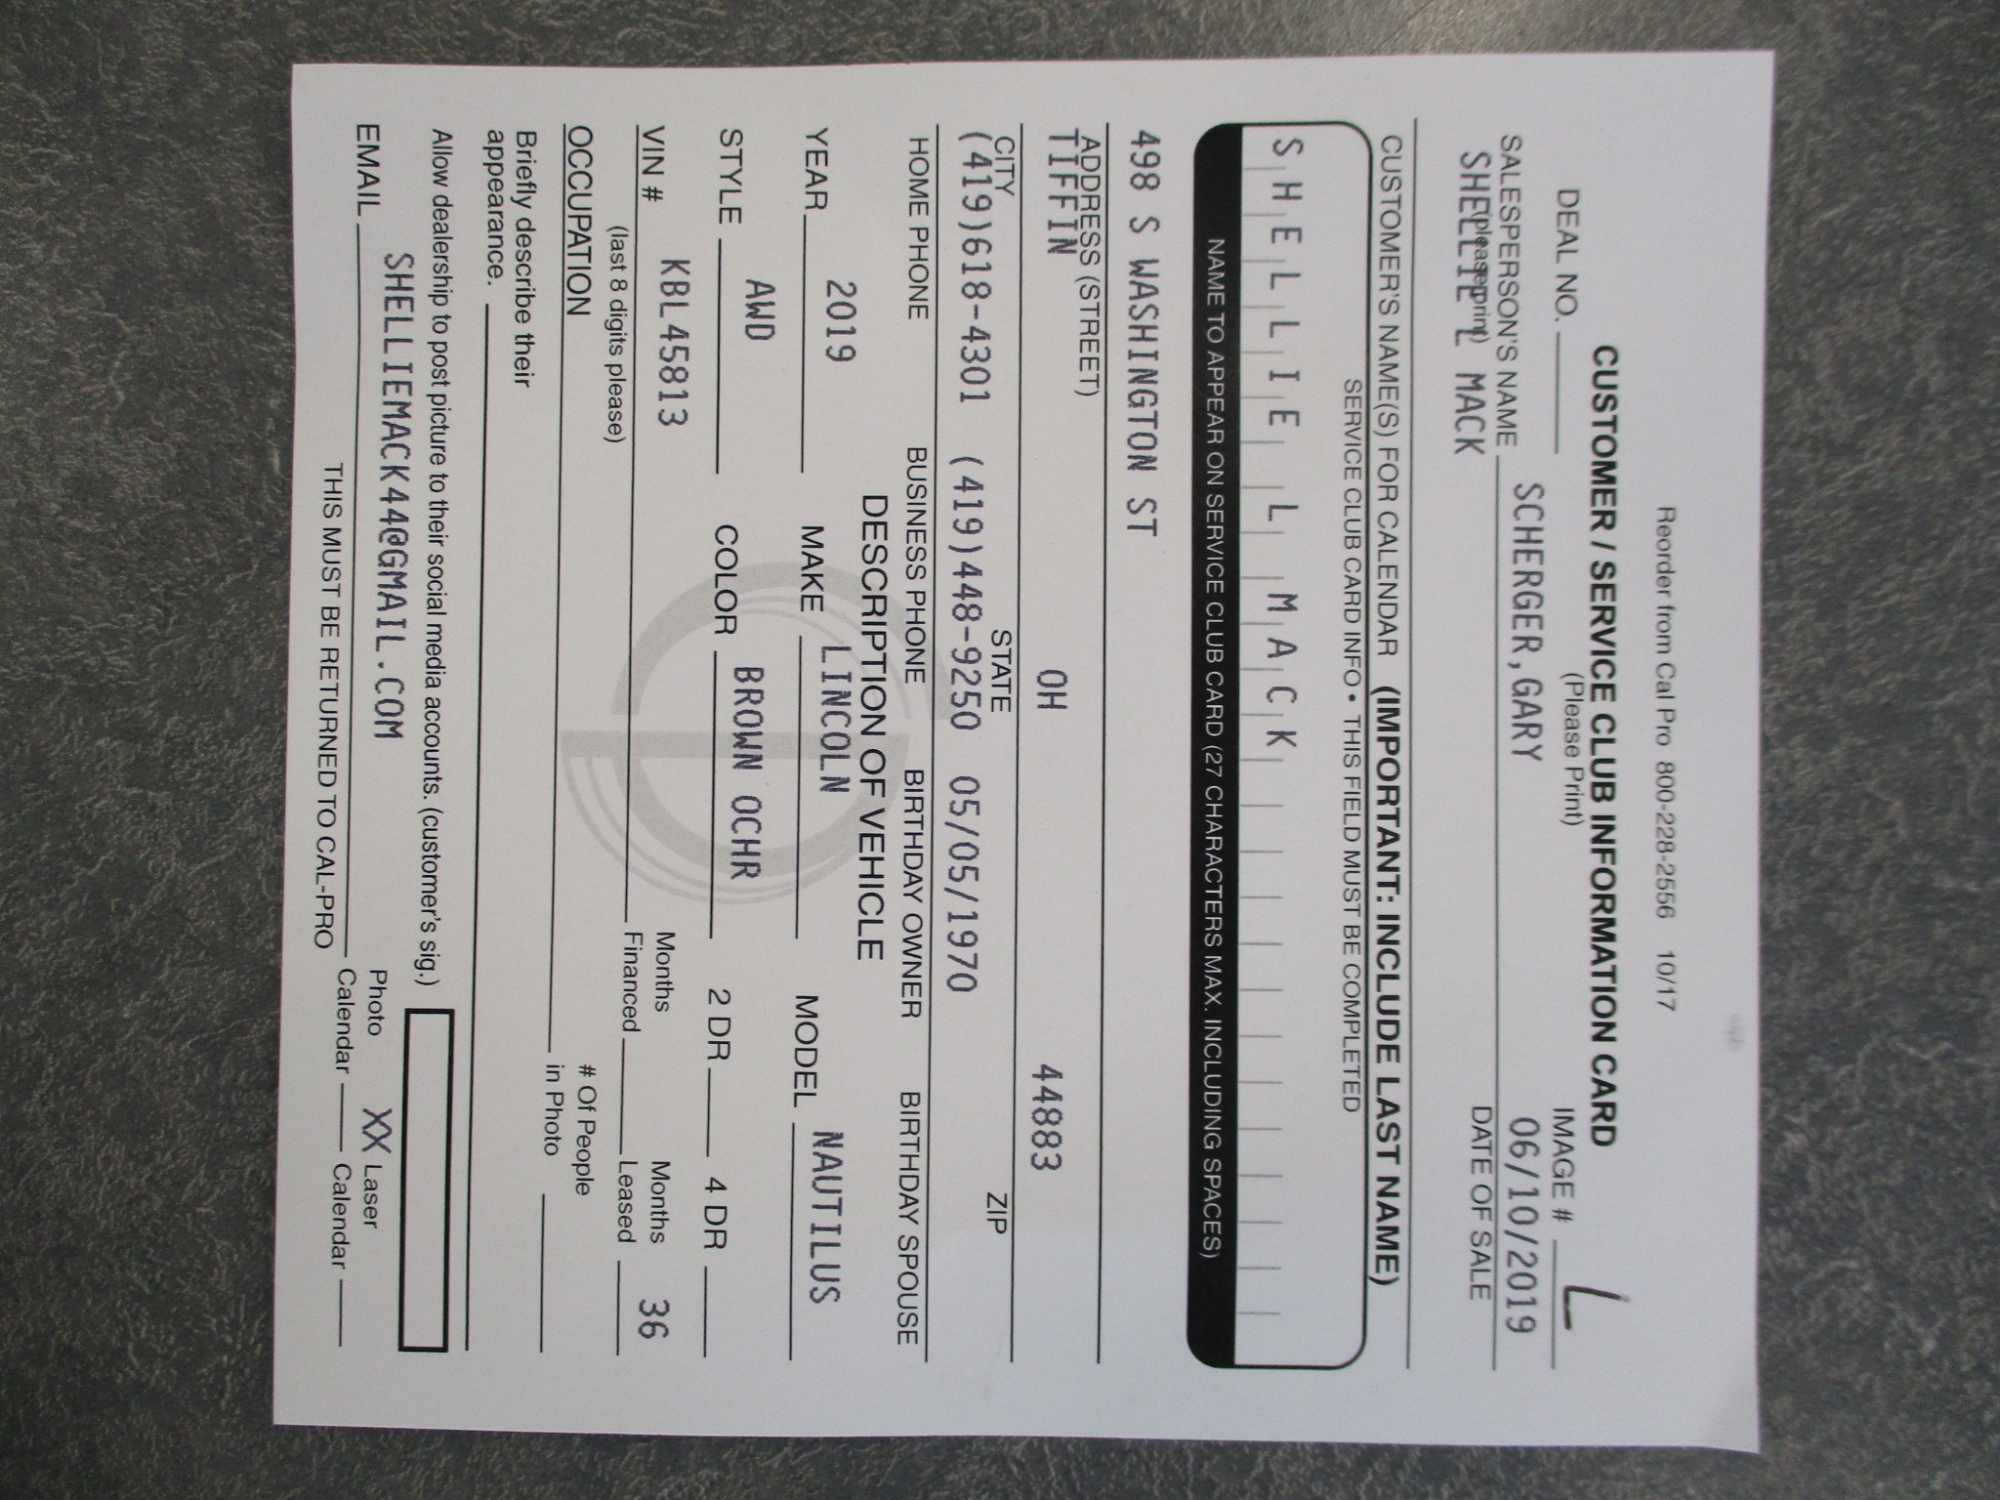 Reorder from Cal Pro 800-228-2556 10/17
CUSTOMER / SERVICE CLUB INFORMATION CARD
(Please Print)
DEAL NO. IMAGE # L
SCHERGER,GARY 06/10/2019
SALESPERSON'S NAME DATE OF SALE
(please print)
SHELLIE L MACK
CUSTOMER'S NAME(S) FOR CALENDAR (IMPORTANT: INCLUDE LAST NAME)
SERVICE CLUB CARD INFO • THIS FIELD MUST BE COMPLETED
SHELLIE L MACK
NAME TO APPEAR ON SERVICE CLUB CARD (27 CHARACTERS MAX. INCLUDING SPACES)
498 S WASHINGTON ST
ADDRESS (STREET)
TIFFIN OH 44883
CITY STATE ZIP
(419)618-4301 (419)448-9250 05/05/1970
HOME PHONE BUSINESS PHONE BIRTHDAY OWNER BIRTHDAY SPOUSE
DESCRIPTION OF VEHICLE
YEAR 2019 MAKE LINCOLN MODEL NAUTILUS
STYLE AWD COLOR BROWN OCHR 2 DR 4 DR
VIN # KBL45813 Months Financed Months Leased 36
(last 8 digits please)
OCCUPATION # Of People in Photo
Briefly describe their
appearance.
Allow dealership to post picture to their social media accounts. (customer's sig.)
EMAIL SHELLIEMACK44@GMAIL.COM Photo Calendar XX Laser Calendar
THIS MUST BE RETURNED TO CAL-PRO